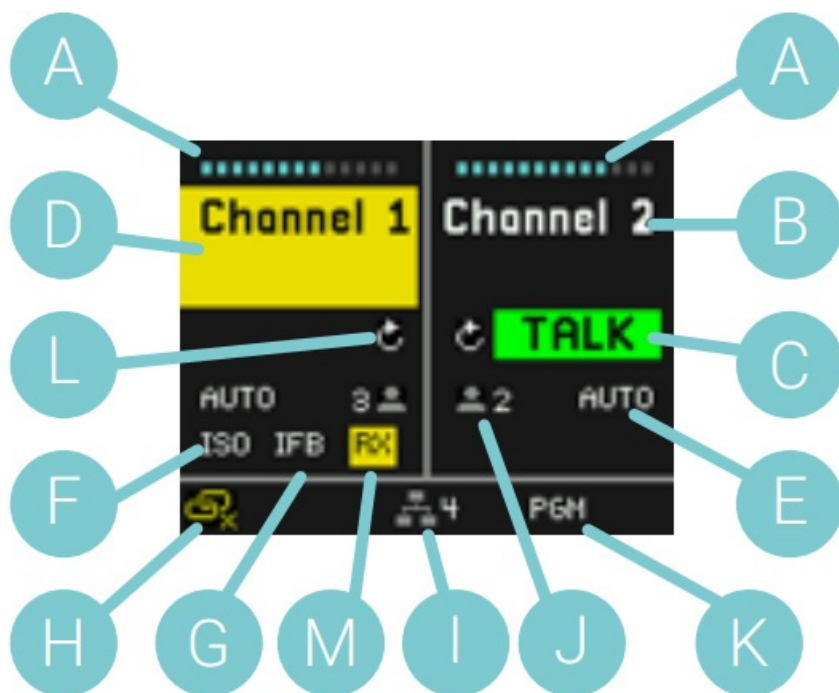 A A
D Channel 1 Channel 2 B
L TALK C
AUTO 3 2 AUTO
F ISO IFB RX E
4 PGM
H G M I J K